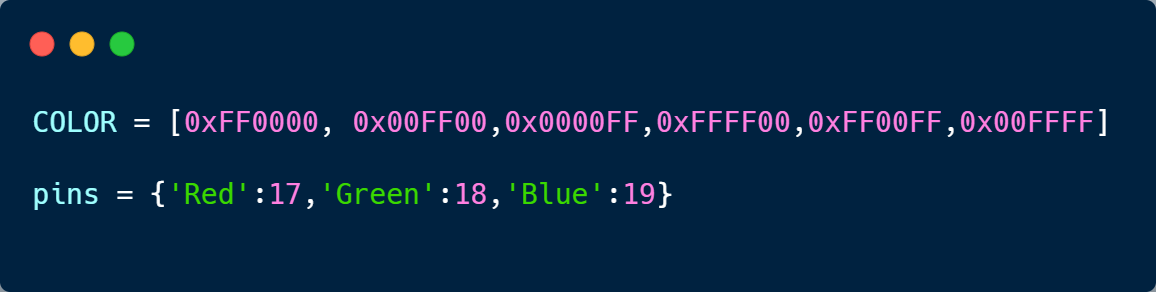 COLOR = [0xFF0000, 0x00FF00,0x0000FF,0xFFFF00,0xFF00FF,0x00FFFF]
pins = {'Red':17,'Green':18,'Blue':19}